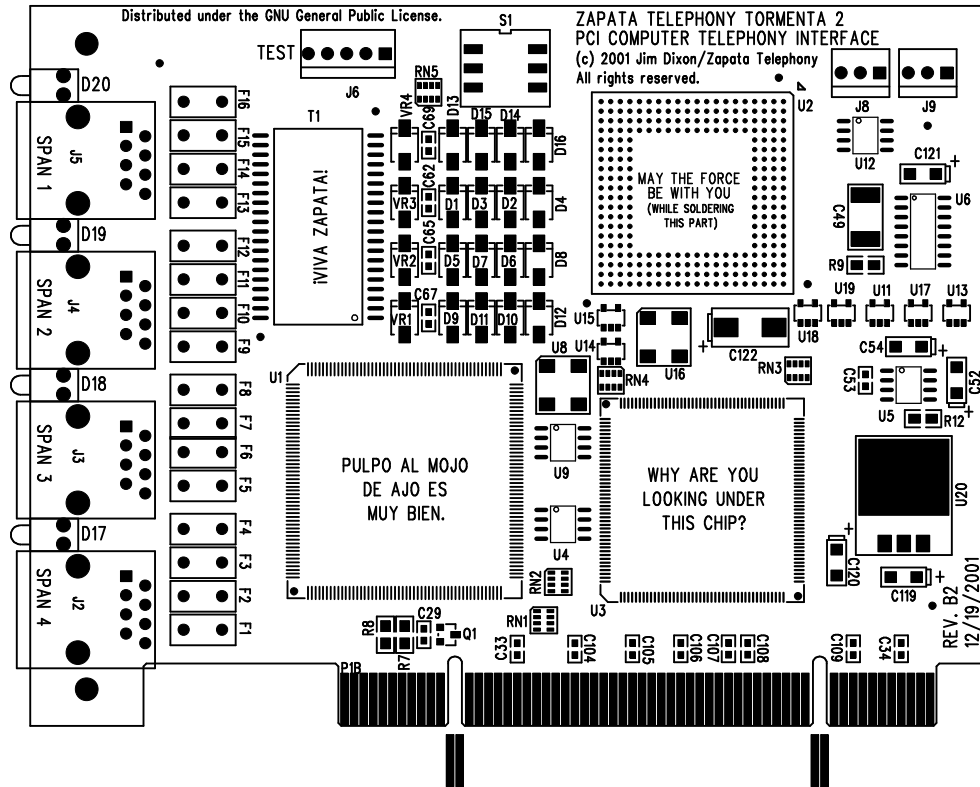 Distributed under the GNU General Public License.
ZAPATA TELEPHONY TORMENTA 2
PCI COMPUTER TELEPHONY INTERFACE
(c) 2001 Jim Dixon/Zapata Telephony
All rights reserved.
S1
TEST
J6
RN5
J8
J9
D20
F16
T1
VR4
C69
D13
D15
D14
D16
U2
U12
C121
+
U6
SPAN 1
J5
F15
F14
F13
¡VIVA ZAPATA!
MAY THE FORCE
BE WITH YOU
(WHILE SOLDERING
THIS PART)
VR3
C62
D1
D3
D2
D4
C49
D19
F12
VR2
C65
D5
D7
D6
D8
R9
SPAN 2
J4
F11
F10
F9
VR1
C67
D9
D11
D10
D12
U15
U14
U16
+
C122
U18
U19
U11
U17
U13
C54
+
D18
U1
U8
RN4
RN3
C53
U5
C52
+
R12
F8
F7
F6
F5
SPAN 3
J3
PULPO AL MOJO
DE AJO ES
MUY BIEN.
U9
WHY ARE YOU
LOOKING UNDER
THIS CHIP?
U20
D17
F4
F3
F2
F1
U4
+
C120
+
C119
SPAN 4
J2
RN2
U3
RN1
R8
R7
C29
Q1
C33
C104
C105
C106
C107
C108
C109
C34
REV. B2
12/19/2001
P1B